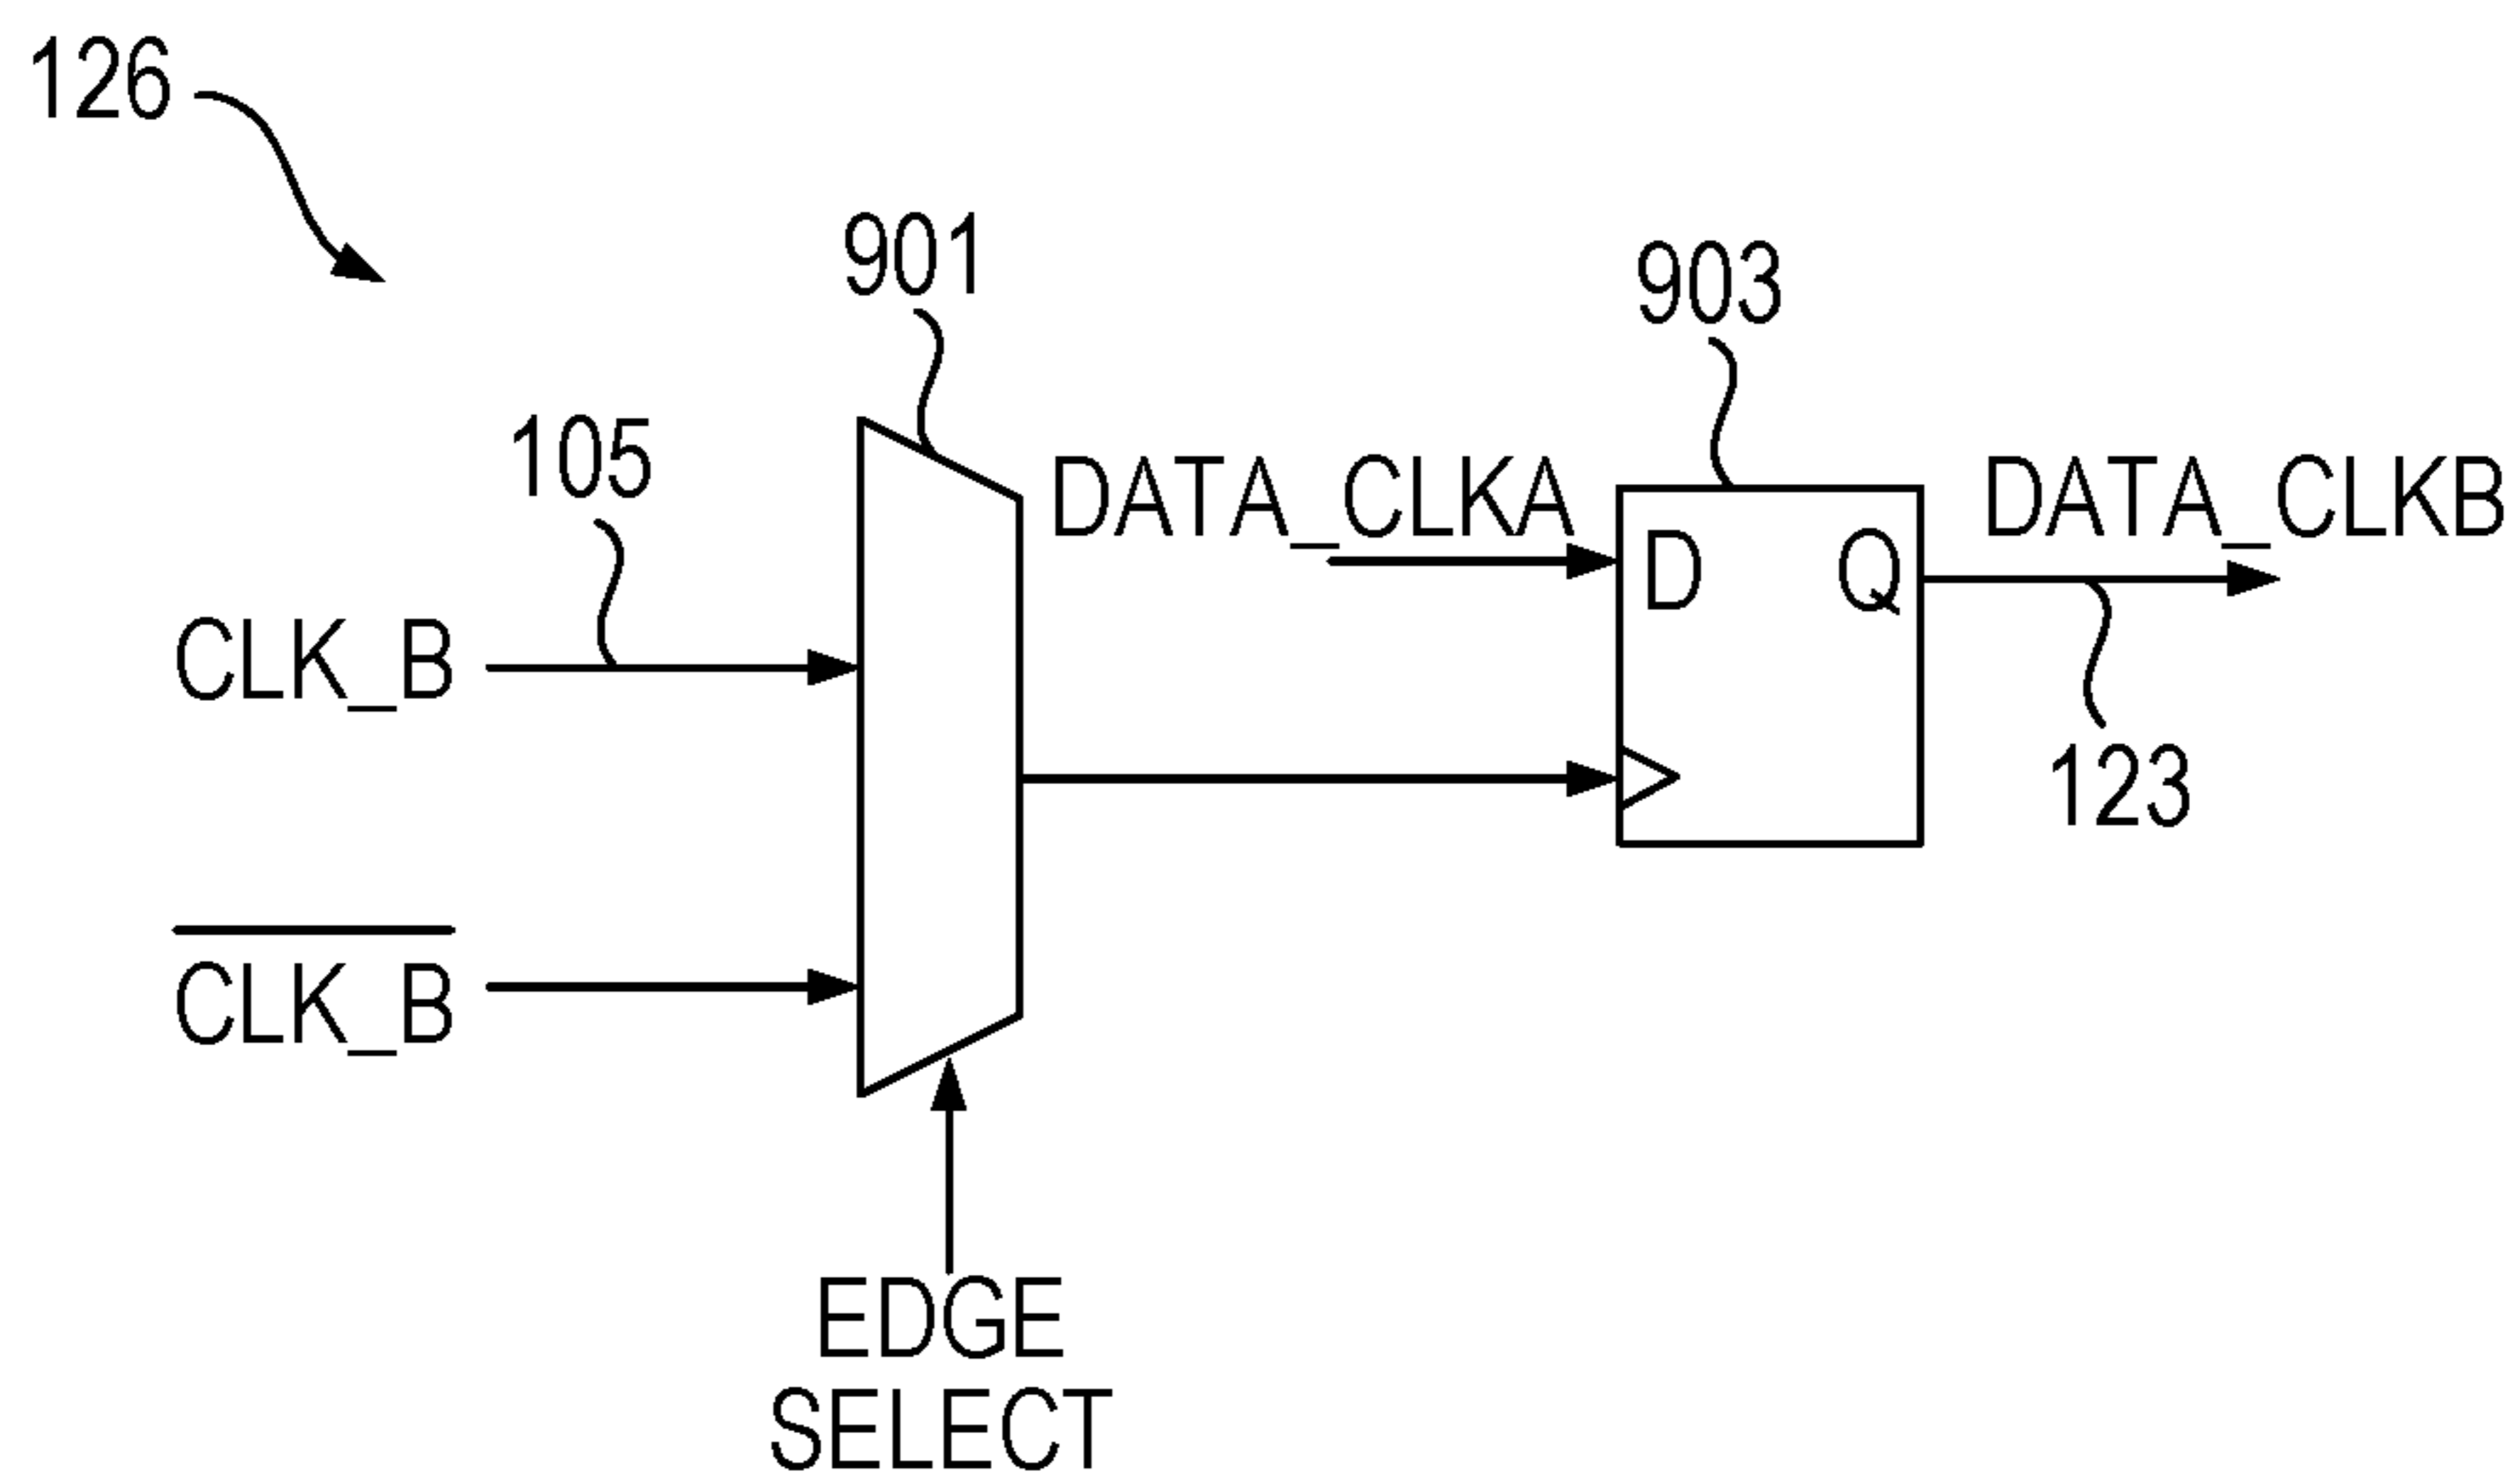 126
901
903
105
DATA_CLKA
DATA_CLKB
D
Q
CLK_B
123
CLK_B
EDGE
SELECT